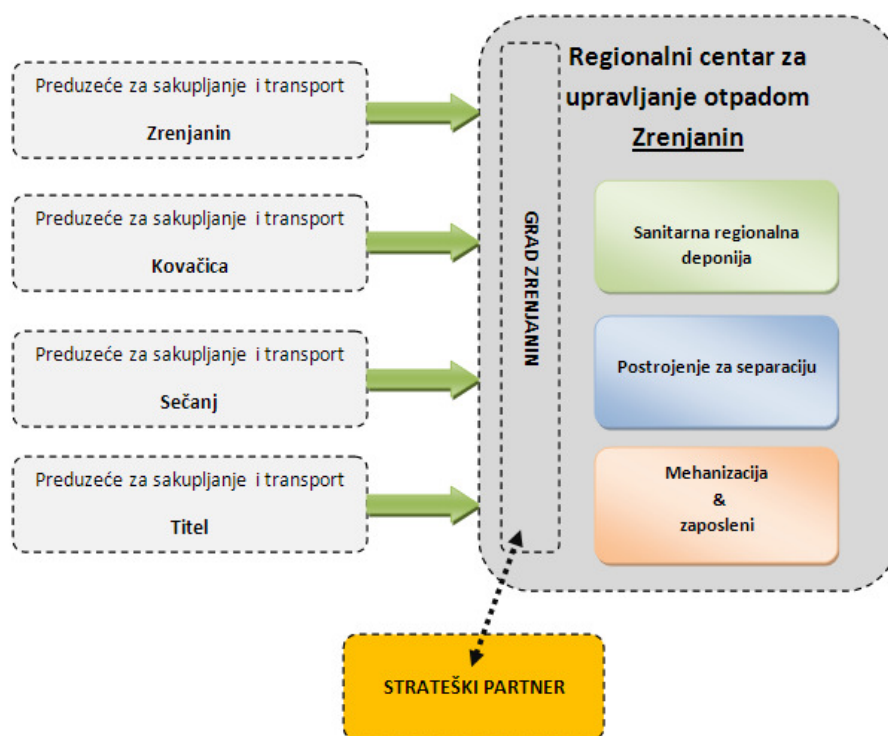 Preduzeće za sakupljanje i transport
Zrenjanin
Preduzeće za sakupljanje i transport
Kovačica
Preduzeće za sakupljanje i transport
Sečanj
Preduzeće za sakupljanje i transport
Titel
GRAD ZRENJANIN
Regionalni centar za
upravljanje otpadom
Zrenjanin
Sanitarna regionalna
deponija
Postrojenje za separaciju
Mehanizacija
&
zaposleni
STRATEŠKI PARTNER